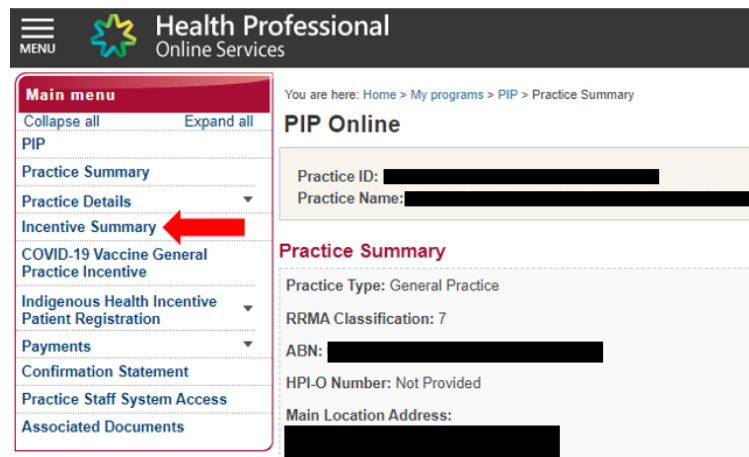 MENU
Health Professional
Online Services
Main menu
Collapse all Expand all
PIP
Practice Summary
Practice Details
Incentive Summary
COVID-19 Vaccine General
Practice Incentive
Indigenous Health Incentive
Patient Registration
Payments
Confirmation Statement
Practice Staff System Access
Associated Documents
You are here: Home > My programs > PIP > Practice Summary
PIP Online
Practice ID:
Practice Name:
Practice Summary
Practice Type: General Practice
RRMA Classification: 7
ABN:
HPI-O Number: Not Provided
Main Location Address: